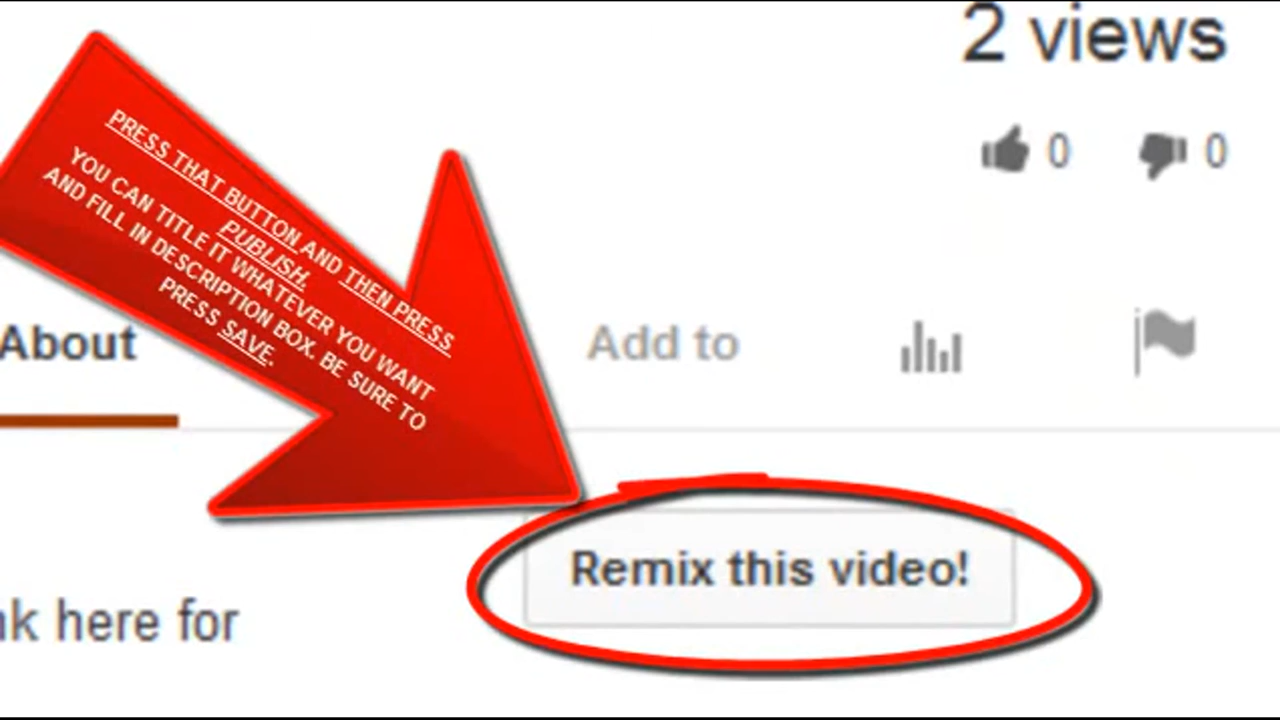 2 views
0 0
PRESS THAT BUTTON AND THEN PRESS
PUBLISH.
YOU CAN TITLE IT WHATEVER YOU WANT
AND FILL IN DESCRIPTION BOX. BE SURE TO
PRESS SAVE.
About Add to
Remix this video!
here for